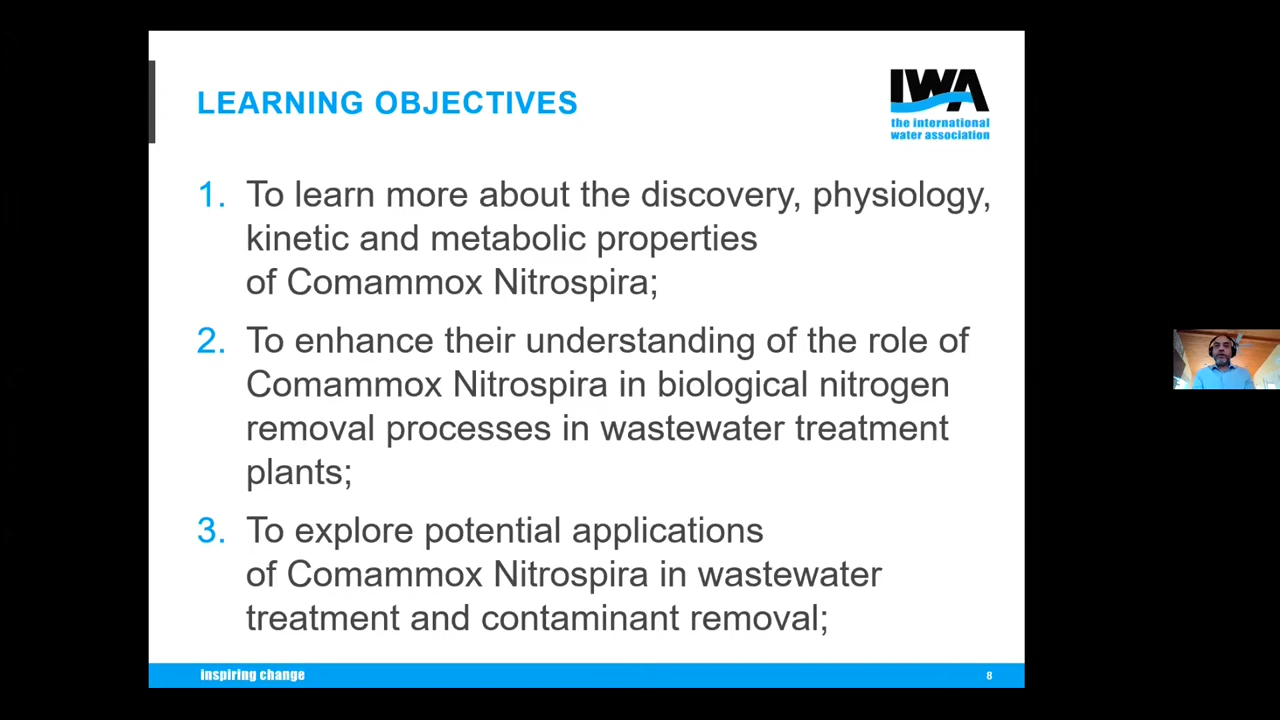 LEARNING OBJECTIVES
IWA
the international
water association
1. To learn more about the discovery, physiology,
kinetic and metabolic properties
of Comammox Nitrospira;
2. To enhance their understanding of the role of
Comammox Nitrospira in biological nitrogen
removal processes in wastewater treatment
plants;
3. To explore potential applications
of Comammox Nitrospira in wastewater
treatment and contaminant removal;
inspiring change
8